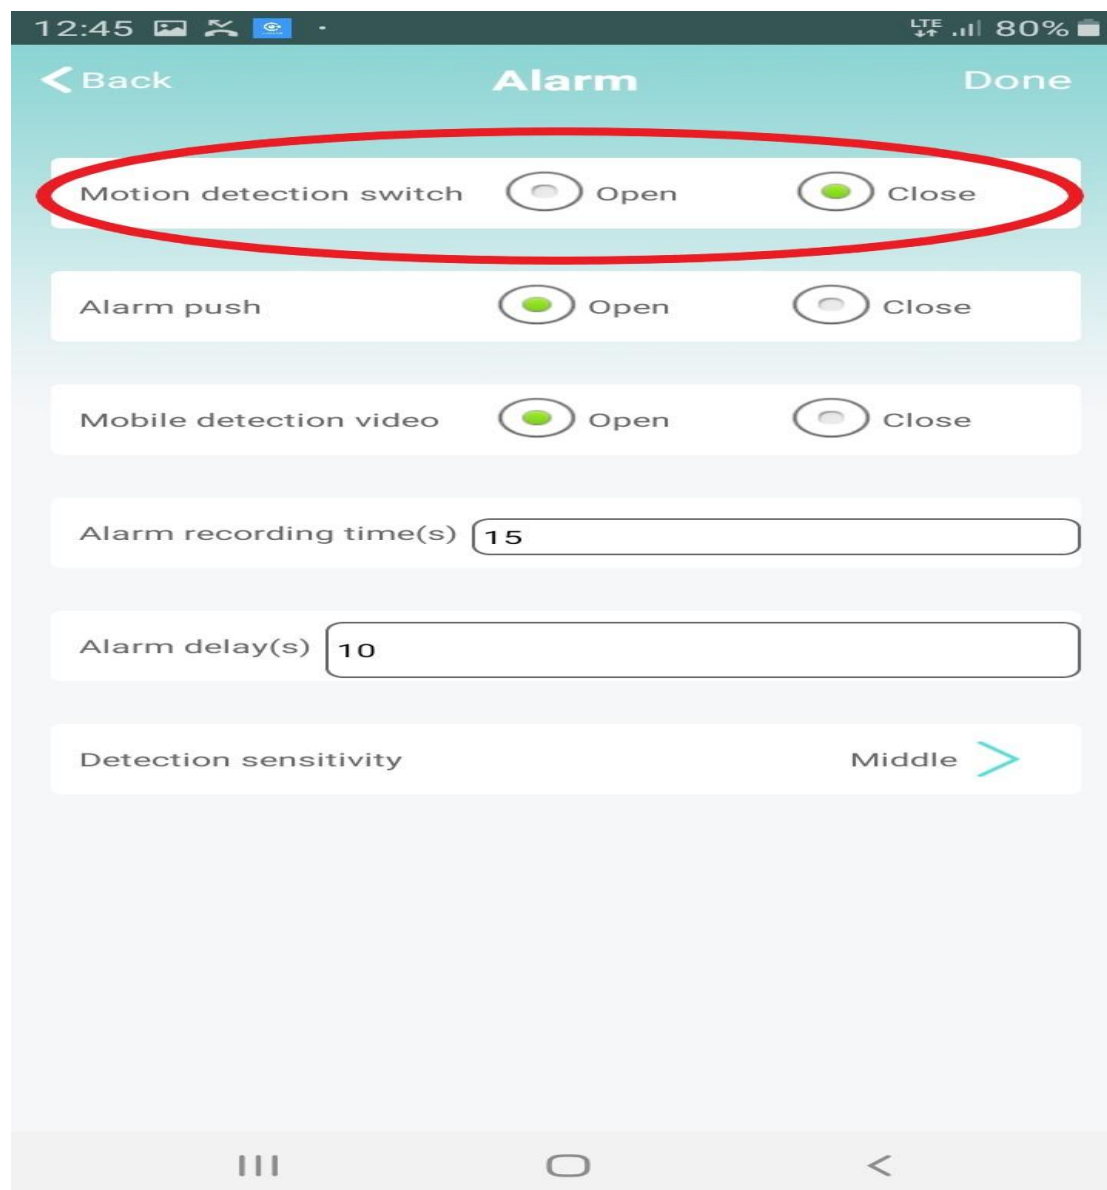 12:45 LTE 80%
Back Alarm Done
Motion detection switch Open Close
Alarm push Open Close
Mobile detection video Open Close
Alarm recording time(s) 15
Alarm delay(s) 10
Detection sensitivity Middle